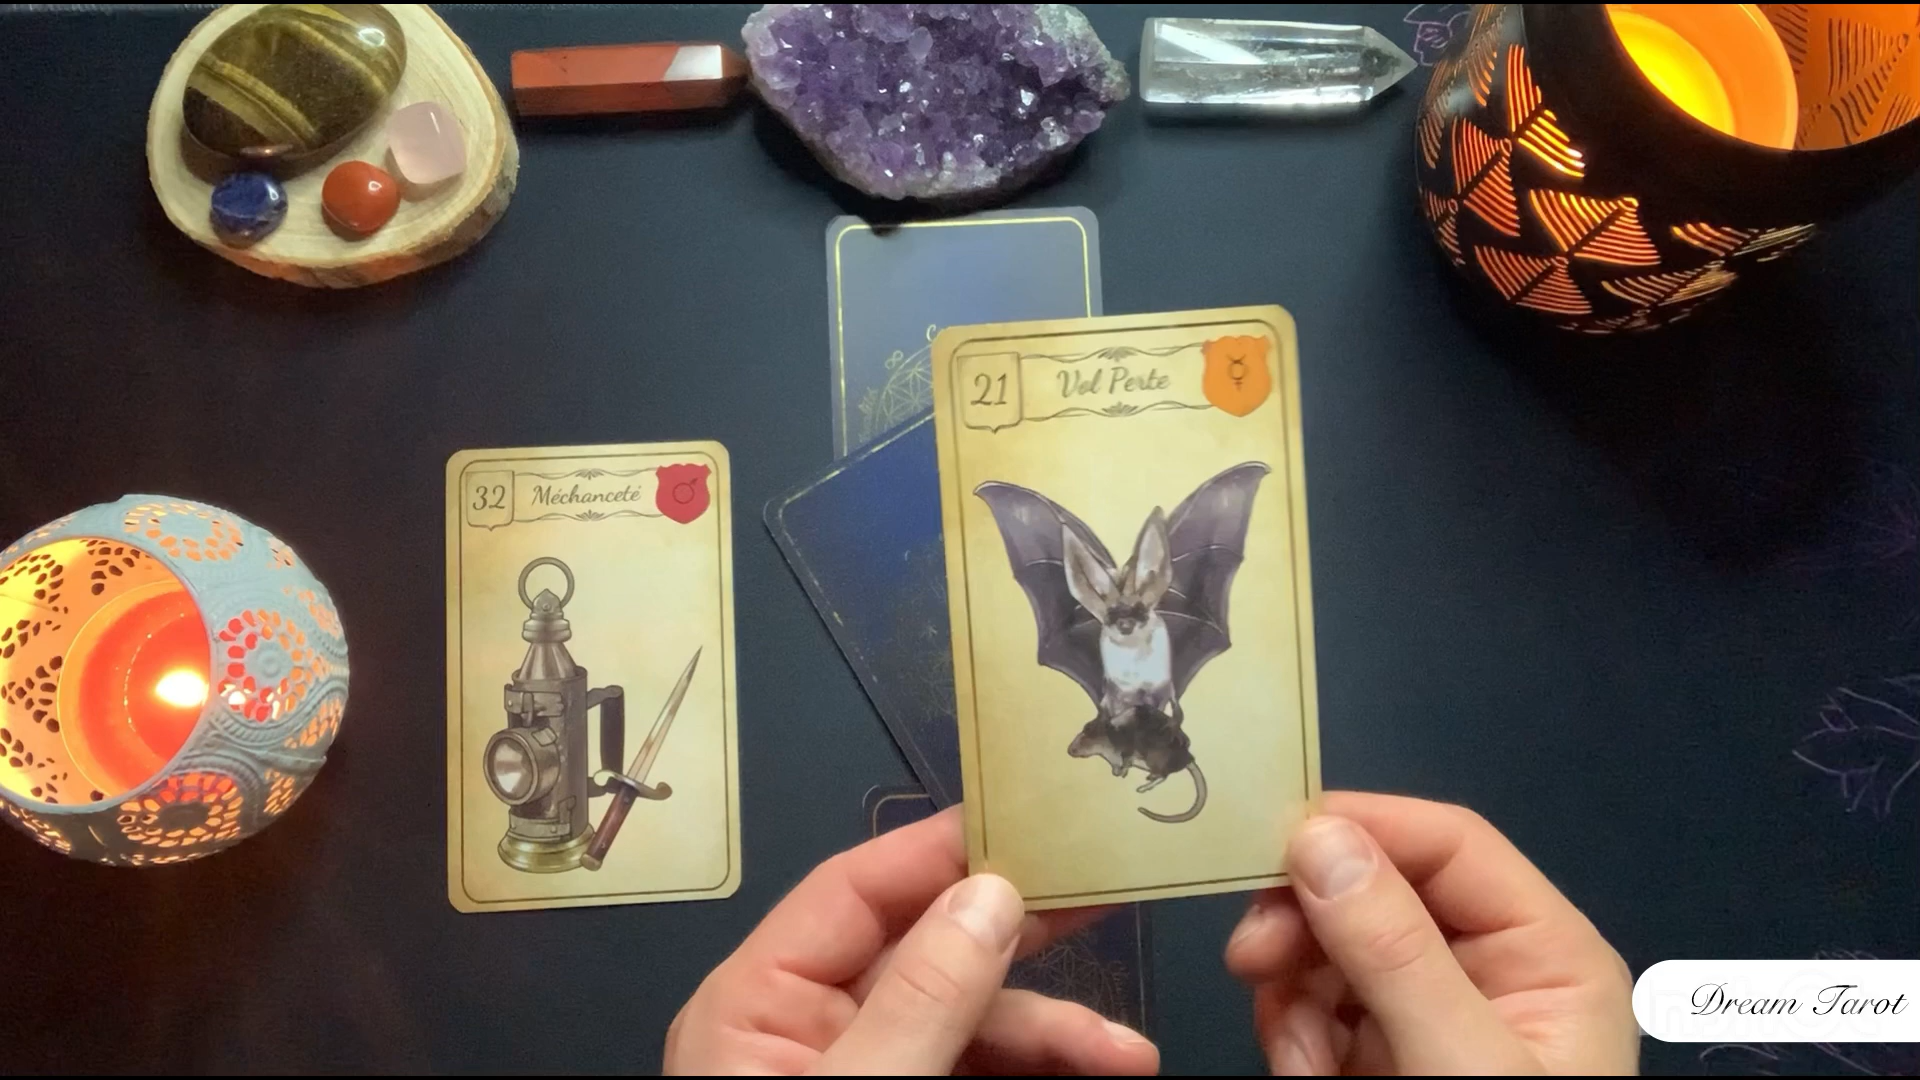 21
Vol Perte
32
Méchanceté
Dream Tarot